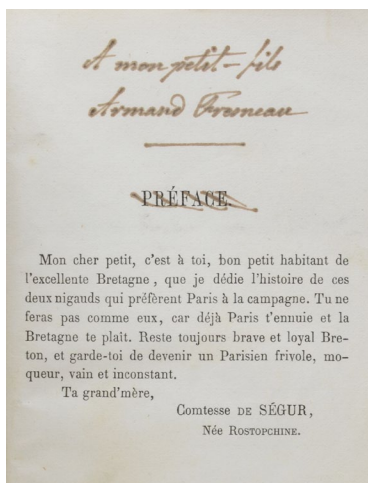 A mon petit-fils
Armand Fresneau
PRÉFACE.
Mon cher petit, c'est à toi, bon petit habitant de
l'excellente Bretagne, que je dédie l'histoire de ces
deux nigauds qui préfèrent Paris à la campagne. Tu ne
feras pas comme eux, car déjà Paris t'ennuie et la
Bretagne te plaît. Reste toujours brave et loyal Bre-
ton, et garde-toi de devenir un Parisien frivole, mo-
queur, vain et inconstant.
Ta grand'mère,
Comtesse DE SÉGUR,
Née ROSTOPCHINE.